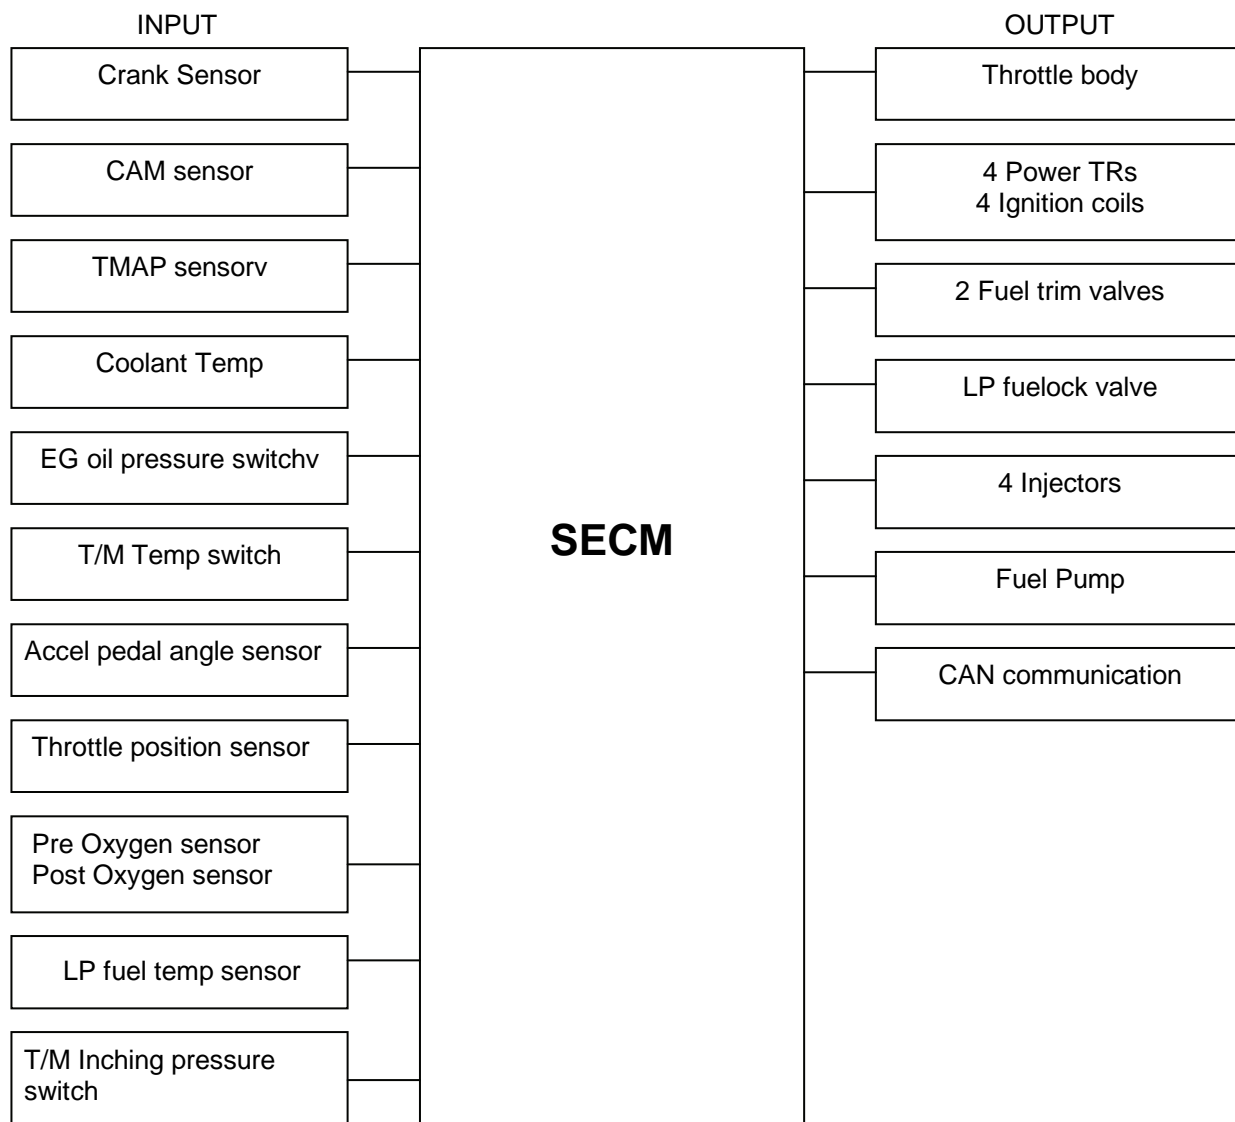 INPUT
OUTPUT
Crank Sensor
CAM sensor
TMAP sensorv
Coolant Temp
EG oil pressure switchv
T/M Temp switch
Accel pedal angle sensor
Throttle position sensor
Pre Oxygen sensor
Post Oxygen sensor
LP fuel temp sensor
T/M Inching pressure
switch
SECM
Throttle body
4 Power TRs
4 Ignition coils
2 Fuel trim valves
LP fuelock valve
4 Injectors
Fuel Pump
CAN communication